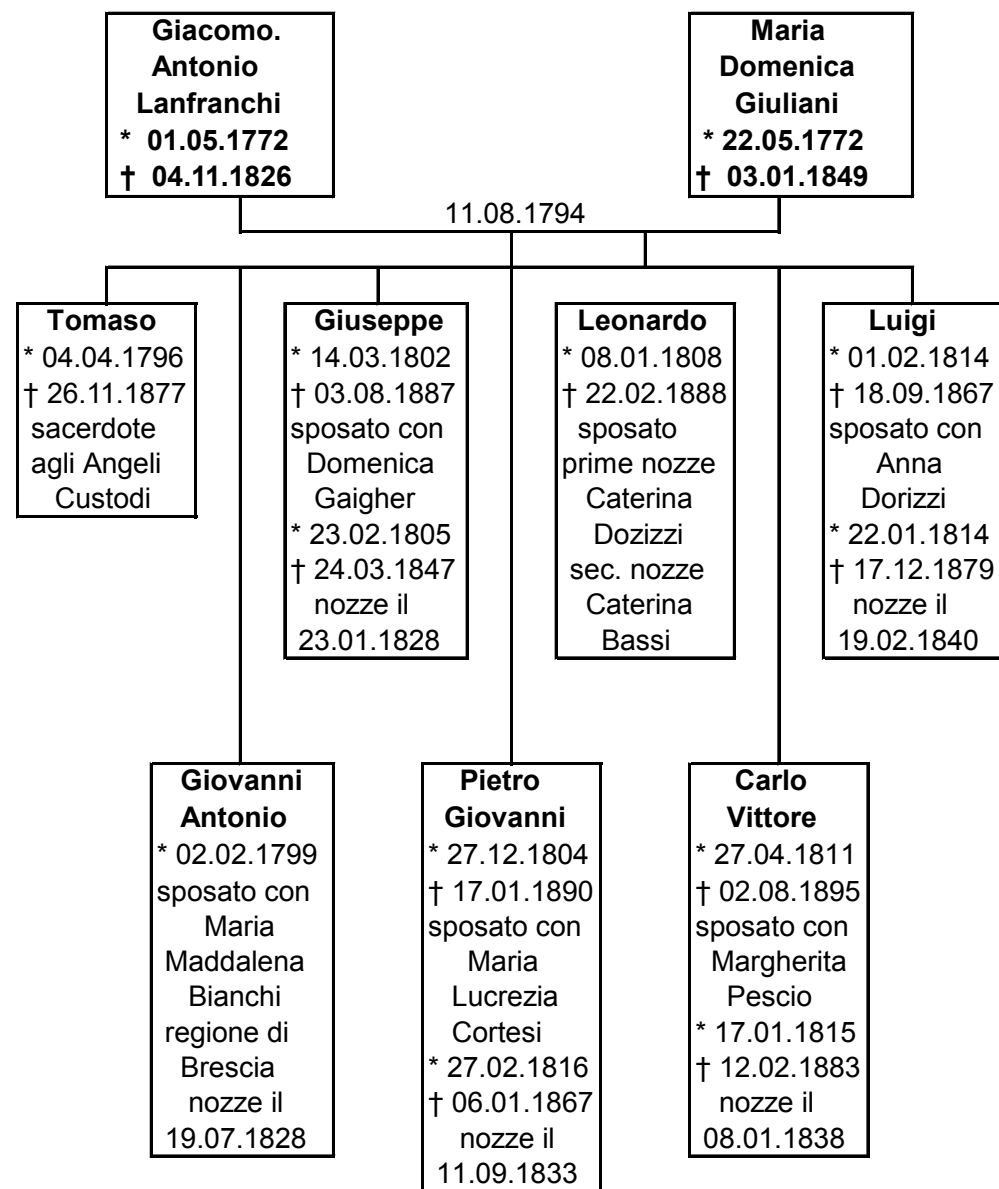 Giacomo.
Antonio
Lanfranchi
* 01.05.1772
† 04.11.1826
Maria
Domenica
Giuliani
* 22.05.1772
† 03.01.1849
11.08.1794
Tomaso
* 04.04.1796
† 26.11.1877
sacerdote
agli Angeli
Custodi
Giuseppe
* 14.03.1802
† 03.08.1887
sposato con
Domenica
Gaigher
* 23.02.1805
† 24.03.1847
nozze il
23.01.1828
Leonardo
* 08.01.1808
† 22.02.1888
sposato
prime nozze
Caterina
Dozizzi
sec. nozze
Caterina
Bassi
Luigi
* 01.02.1814
† 18.09.1867
sposato con
Anna
Dorizzi
* 22.01.1814
† 17.12.1879
nozze il
19.02.1840
Giovanni
Antonio
* 02.02.1799
sposato con
Maria
Maddalena
Bianchi
regione di
Brescia
nozze il
19.07.1828
Pietro
Giovanni
* 27.12.1804
† 17.01.1890
sposato con
Maria
Lucrezia
Cortesi
* 27.02.1816
† 06.01.1867
nozze il
11.09.1833
Carlo
Vittore
* 27.04.1811
† 02.08.1895
sposato con
Margherita
Pescio
* 17.01.1815
† 12.02.1883
nozze il
08.01.1838